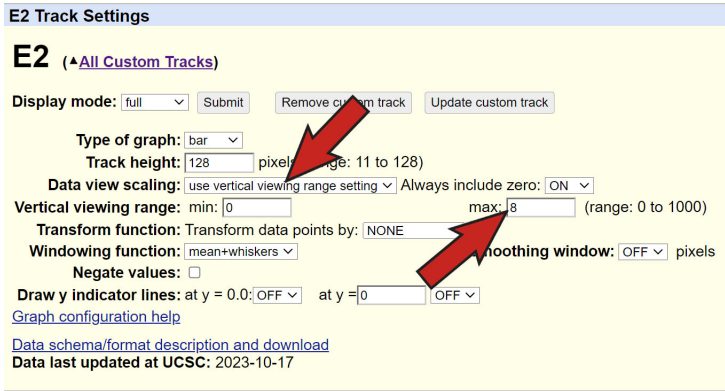 E2 Track Settings
E2 (▲All Custom Tracks)
Display mode: full Submit Remove custom track Update custom track
Type of graph: bar
Track height: 128 pixels to 128)
Data view scaling: use vertical viewing range setting Always include zero: ON
Vertical viewing range: min: 0 max: 8 (range: 0 to 1000)
Transform function: Transform data points by: NONE
Windowing function: mean+whiskers Smoothing window: OFF pixels
Negate values:
Draw y indicator lines: at y = 0.0: OFF at y = 0 OFF
Graph configuration help
Data schema/format description and download
Data last updated at UCSC: 2023-10-17